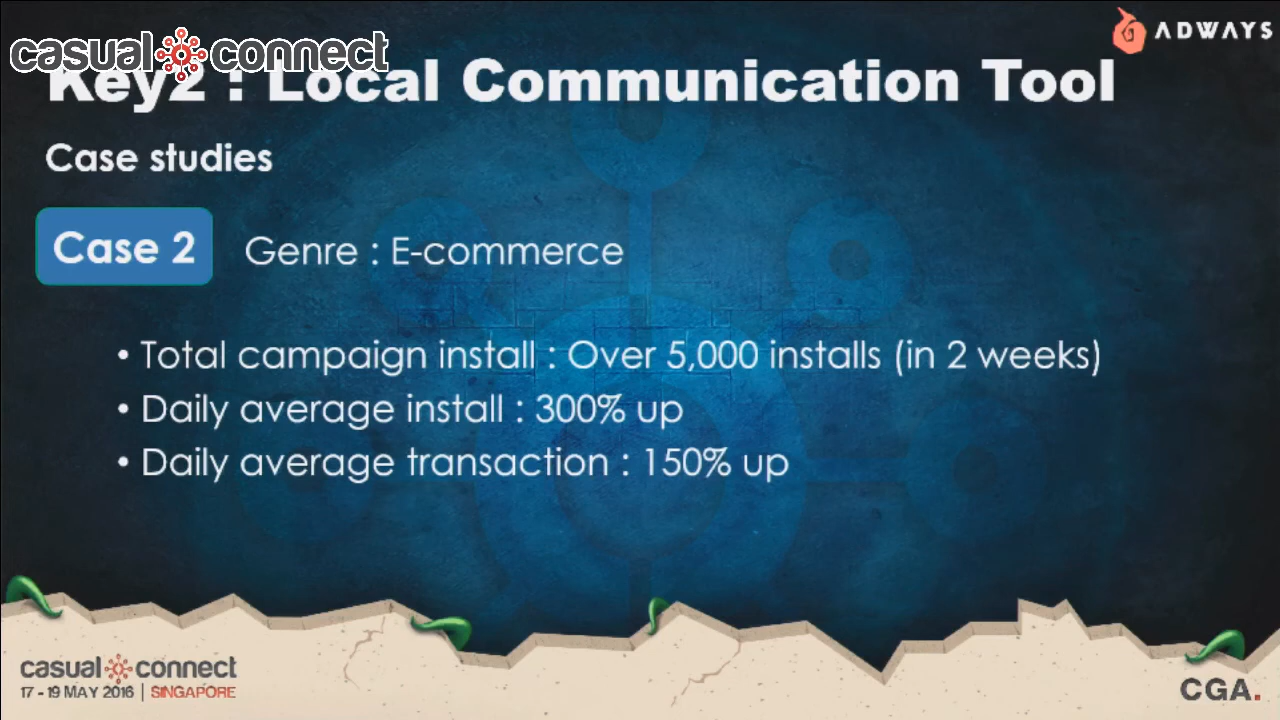 casual connect
ADWAYS
Key2 : Local Communication Tool
Case studies
Case 2
Genre : E-commerce
• Total campaign install : Over 5,000 installs (in 2 weeks)
• Daily average install : 300% up
• Daily average transaction : 150% up
casual connect
17 - 19 MAY 2016 | SINGAPORE
CGA.